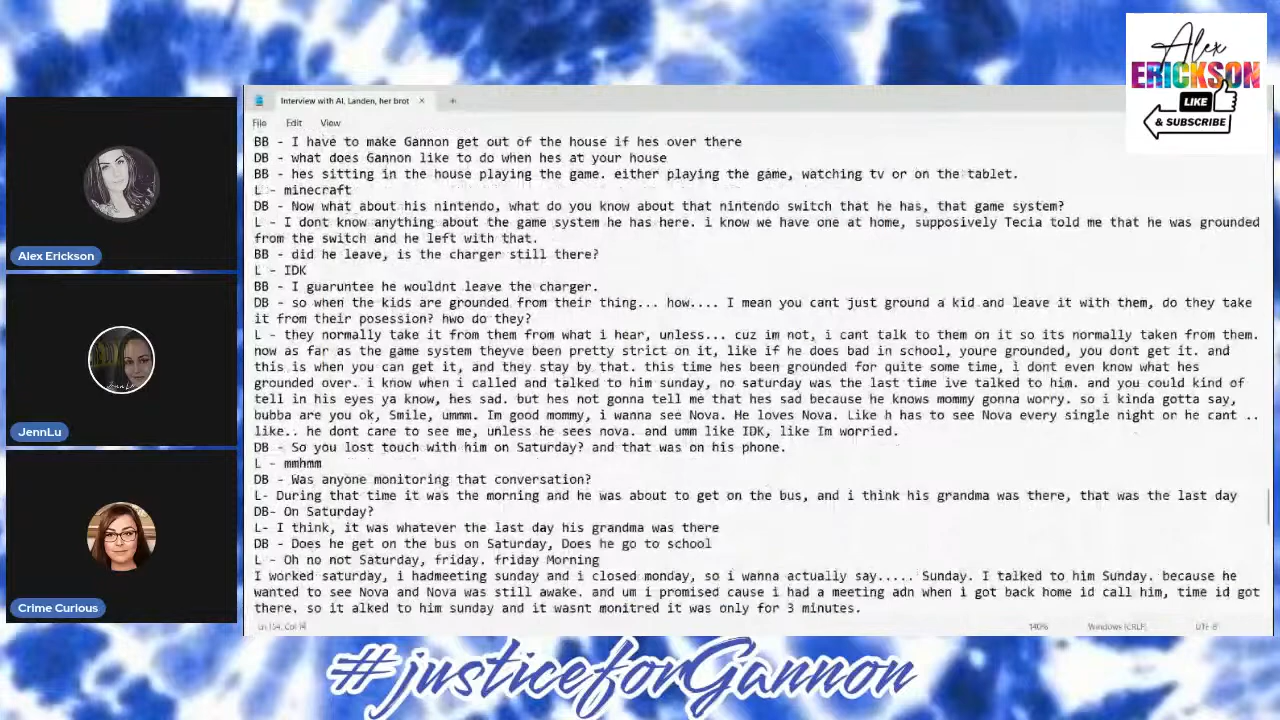 Alex
ERICKSON
LIKE
& SUBSCRIBE
Interview with Al, Landen, her brot
File Edit View
BB - I have to make Gannon get out of the house if hes over there
DB - what does Gannon like to do when hes at your house
BB - hes sitting in the house playing the game. either playing the game, watching tv or on the tablet.
L - minecraft
DB - Now what about his nintendo, what do you know about that nintendo switch that he has, that game system?
L - I dont know anything about the game system he has here. i know we have one at home, supposively Tecia told me that he was grounded
from the switch and he left with that.
BB - did he leave, is the charger still there?
L - IDK
BB - I guaruntee he wouldnt leave the charger.
DB - so when the kids are grounded from their thing... how.... I mean you cant just ground a kid and leave it with them, do they take
it from their posession? hwo do they?
L - they normally take it from them from what i hear, unless... cuz im not, i cant talk to them on it so its normally taken from them.
now as far as the game system theyve been pretty strict on it, like if he does bad in school, youre grounded, you dont get it. and
this is when you can get it, and they stay by that. this time hes been grounded for quite some time, i dont even know what hes
grounded over. i know when i called and talked to him sunday, no saturday was the last time ive talked to him. and you could kind of
tell in his eyes ya know, hes sad. but hes not gonna tell me that hes sad because he knows mommy gonna worry. so i kinda gotta say,
bubba are you ok, Smile, ummm. Im good mommy, i wanna see Nova. He loves Nova. Like h has to see Nova every single night or he cant ..
like.. he dont care to see me, unless he sees nova. and umm like IDK, like Im worried.
DB - So you lost touch with him on Saturday? and that was on his phone.
L - mmhmm
DB - Was anyone monitoring that conversation?
L- During that time it was the morning and he was about to get on the bus, and i think his grandma was there, that was the last day
DB- On Saturday?
L- I think, it was whatever the last day his grandma was there
DB - Does he get on the bus on Saturday, Does he go to school
L - Oh no not Saturday, friday. friday Morning
I worked saturday, i hadmeeting sunday and i closed monday, so i wanna actually say..... Sunday. I talked to him Sunday. because he
wanted to see Nova and Nova was still awake. and um i promised cause i had a meeting adn when i got back home id call him, time id got
there. so it alked to him sunday and it wasnt monitred it was only for 3 minutes.
Ln 154, Col 14 140% Windows (CRLF) UTF-8
Alex Erickson
JennLu
Crime Curious
#justiceforGannon